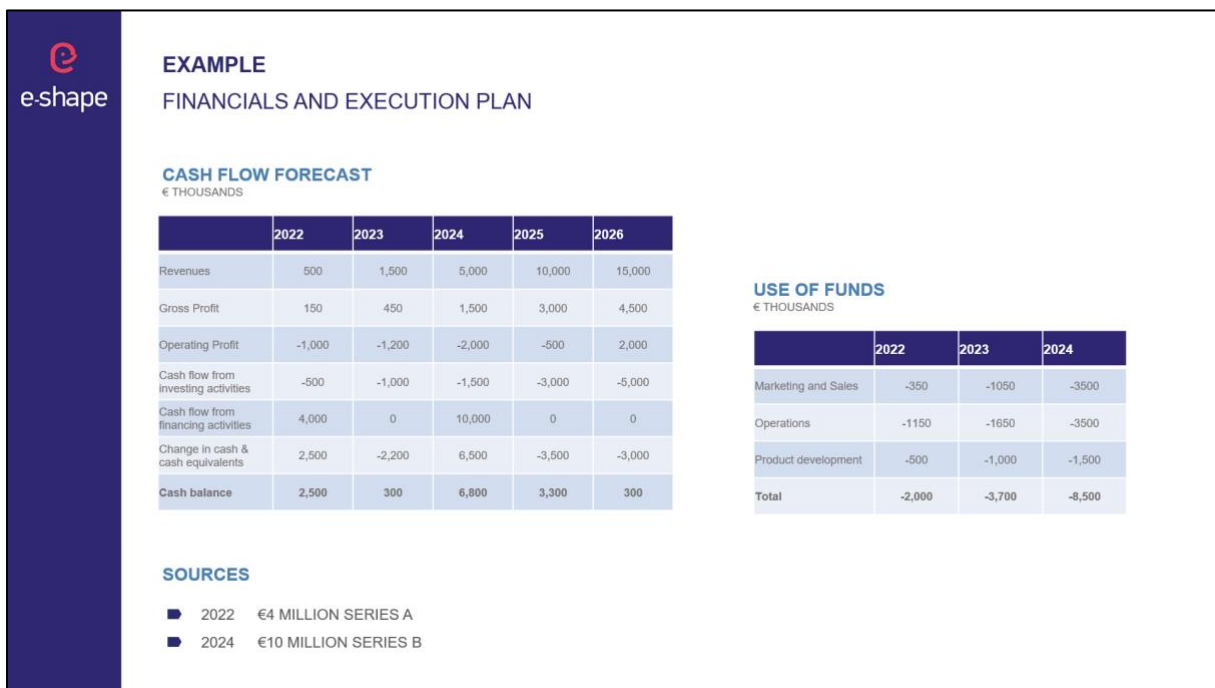 e-shape
EXAMPLE
FINANCIALS AND EXECUTION PLAN
CASH FLOW FORECAST
€ THOUSANDS
2022 2023 2024 2025 2026
Revenues 500 1,500 5,000 10,000 15,000
Gross Profit 150 450 1,500 3,000 4,500
Operating Profit -1,000 -1,200 -2,000 -500 2,000
Cash flow from
investing activities -500 -1,000 -1,500 -3,000 -5,000
Cash flow from
financing activities 4,000 0 10,000 0 0
Change in cash &
cash equivalents 2,500 -2,200 6,500 -3,500 -3,000
Cash balance 2,500 300 6,800 3,300 300
USE OF FUNDS
€ THOUSANDS
2022 2023 2024
Marketing and Sales -350 -1050 -3500
Operations -1150 -1650 -3500
Product development -500 -1,000 -1,500
Total -2,000 -3,700 -8,500
SOURCES
2022 €4 MILLION SERIES A
2024 €10 MILLION SERIES B